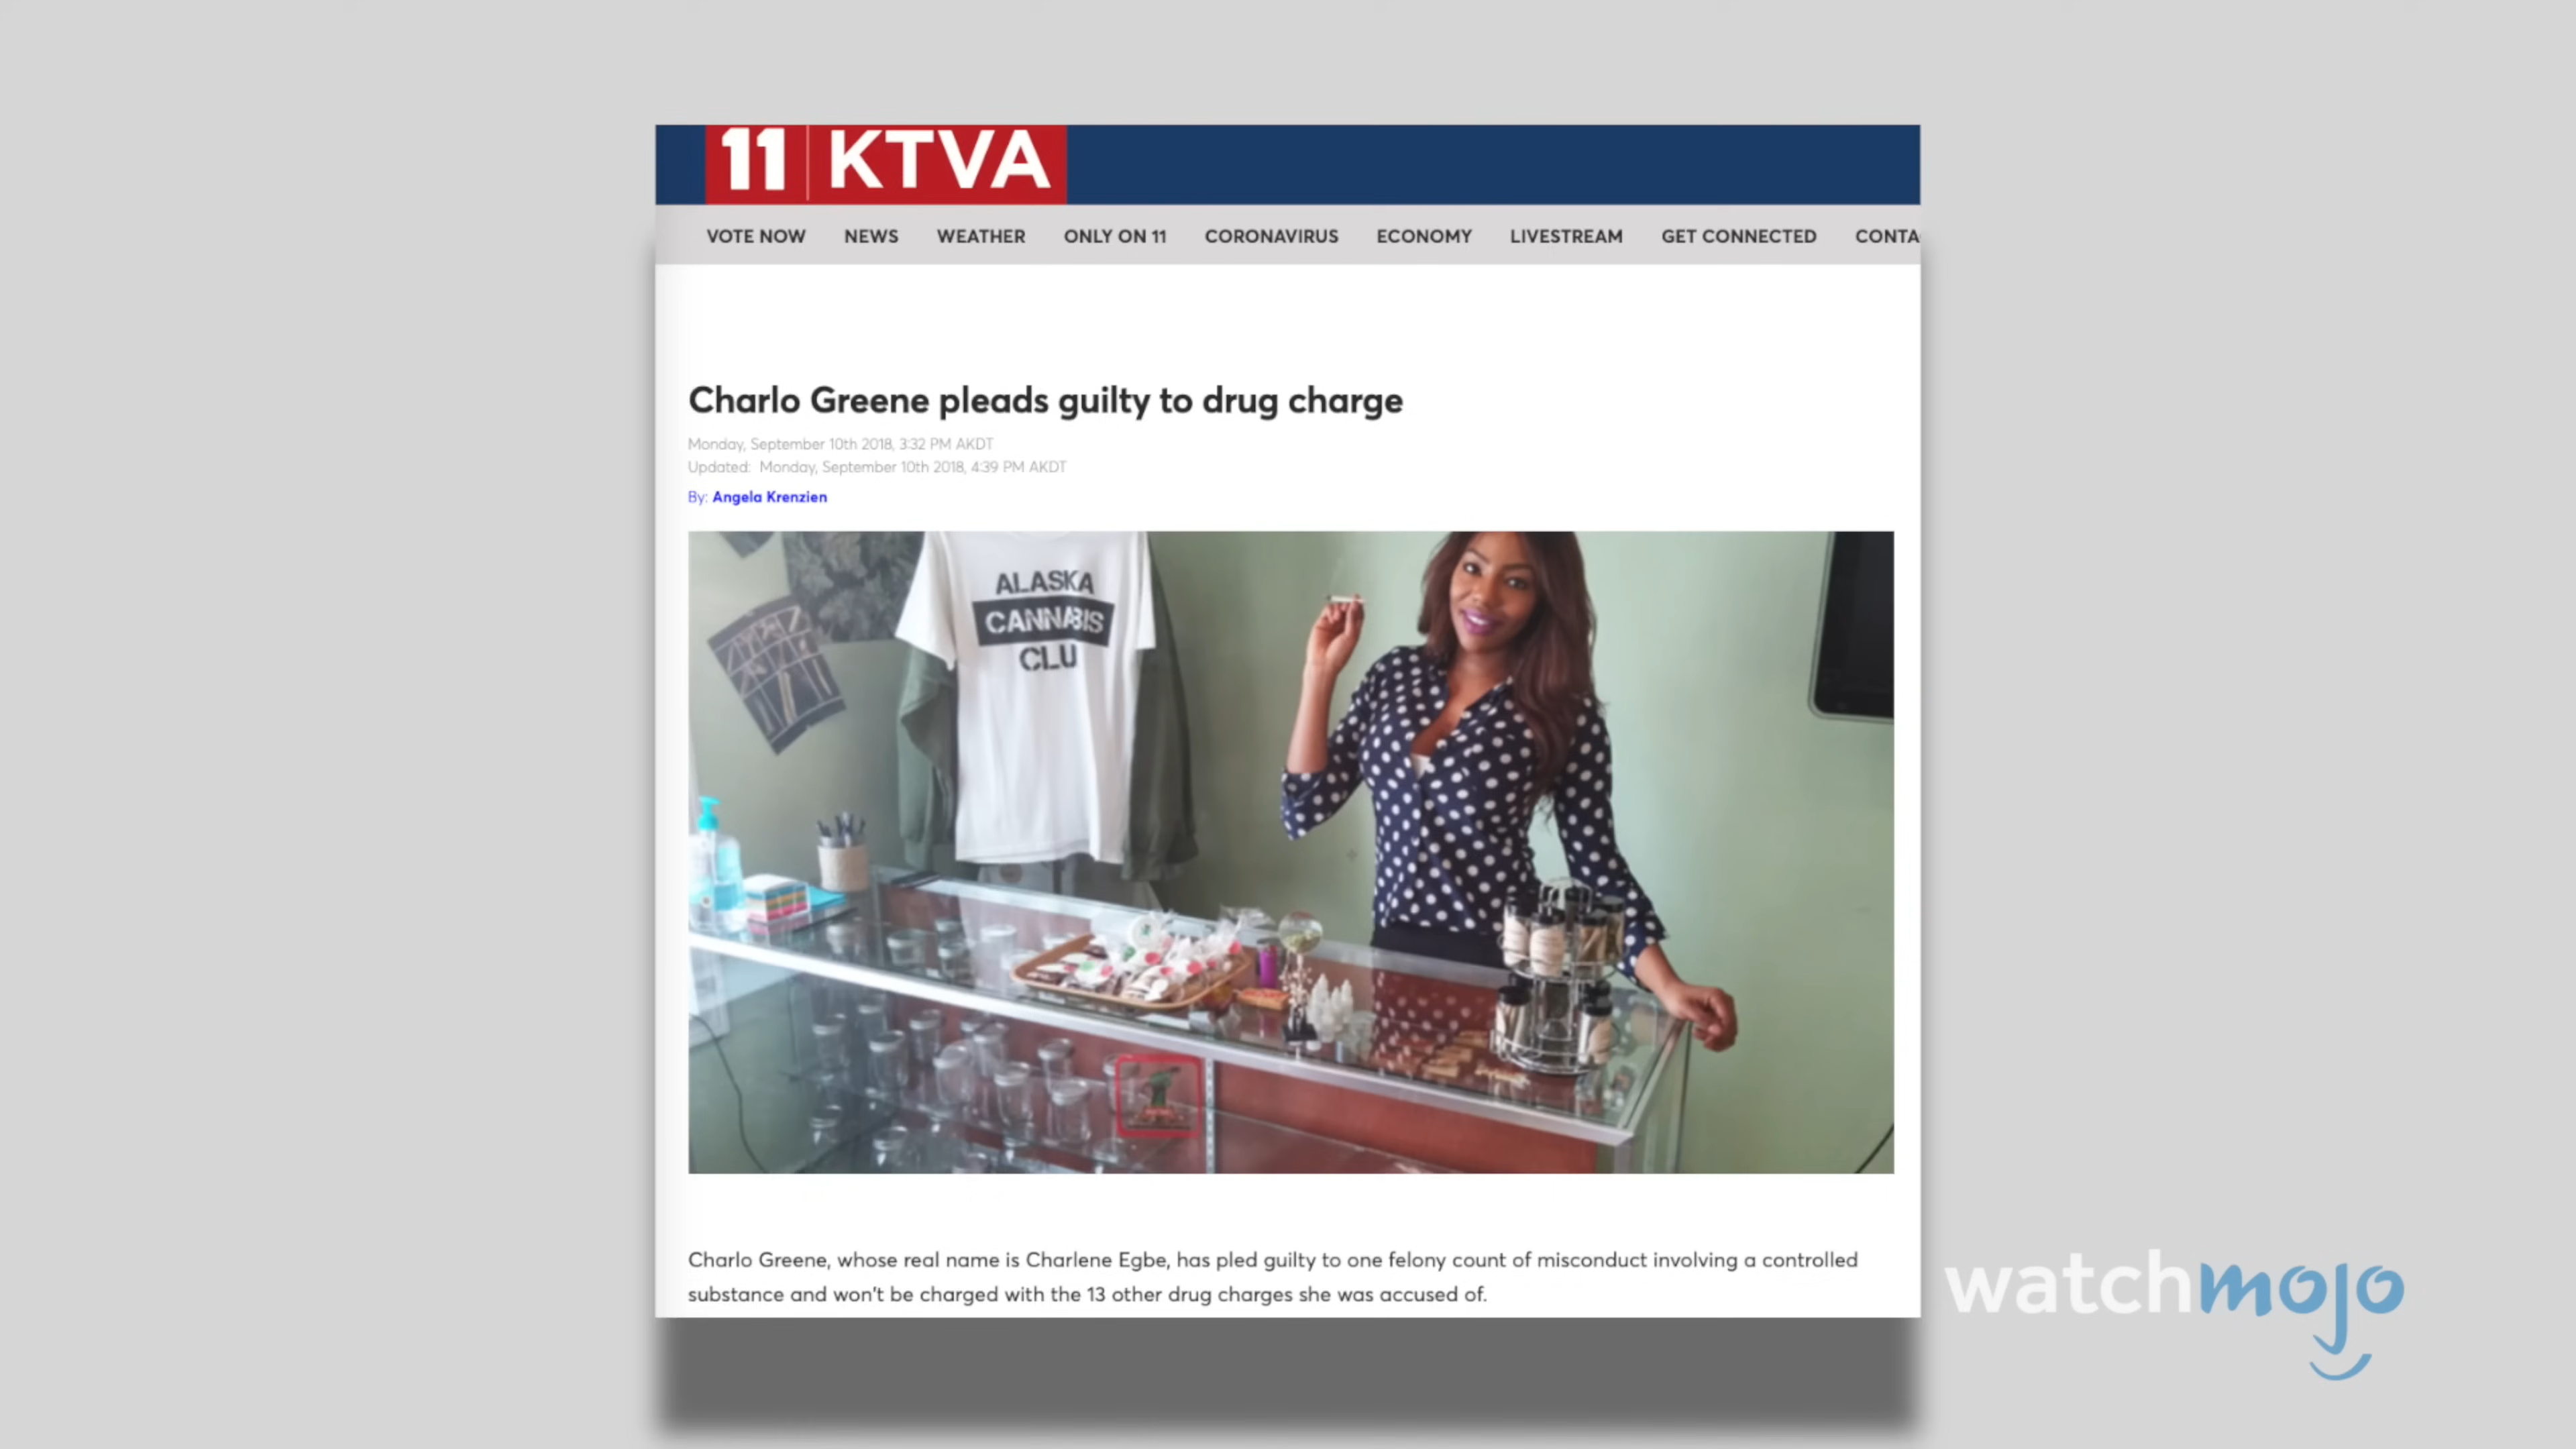 11 KTVA
VOTE NOW NEWS WEATHER ONLY ON 11 CORONAVIRUS ECONOMY LIVESTREAM GET CONNECTED CONTA
Charlo Greene pleads guilty to drug charge
Monday, September 10th 2018, 3:32 PM AKDT
Updated: Monday, September 10th 2018, 4:39 PM AKDT
By: Angela Krenzien
ALASKA
CANNABIS
CLU
Charlo Greene, whose real name is Charlene Egbe, has pled guilty to one felony count of misconduct involving a controlled
substance and won't be charged with the 13 other drug charges she was accused of.
watchmojo